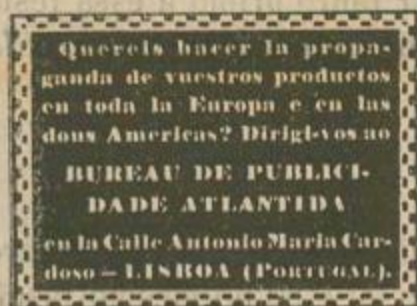 Quereis hacer la propa-
ganda de vuestros productos
en toda la Europa e en las
dous Americas? Dirigi-vos ao
BUREAU DE PUBLICI-
DADE ATLANTIDA
en la Calle Antonio Maria Car-
doso — LISBOA (PORTUGAL).